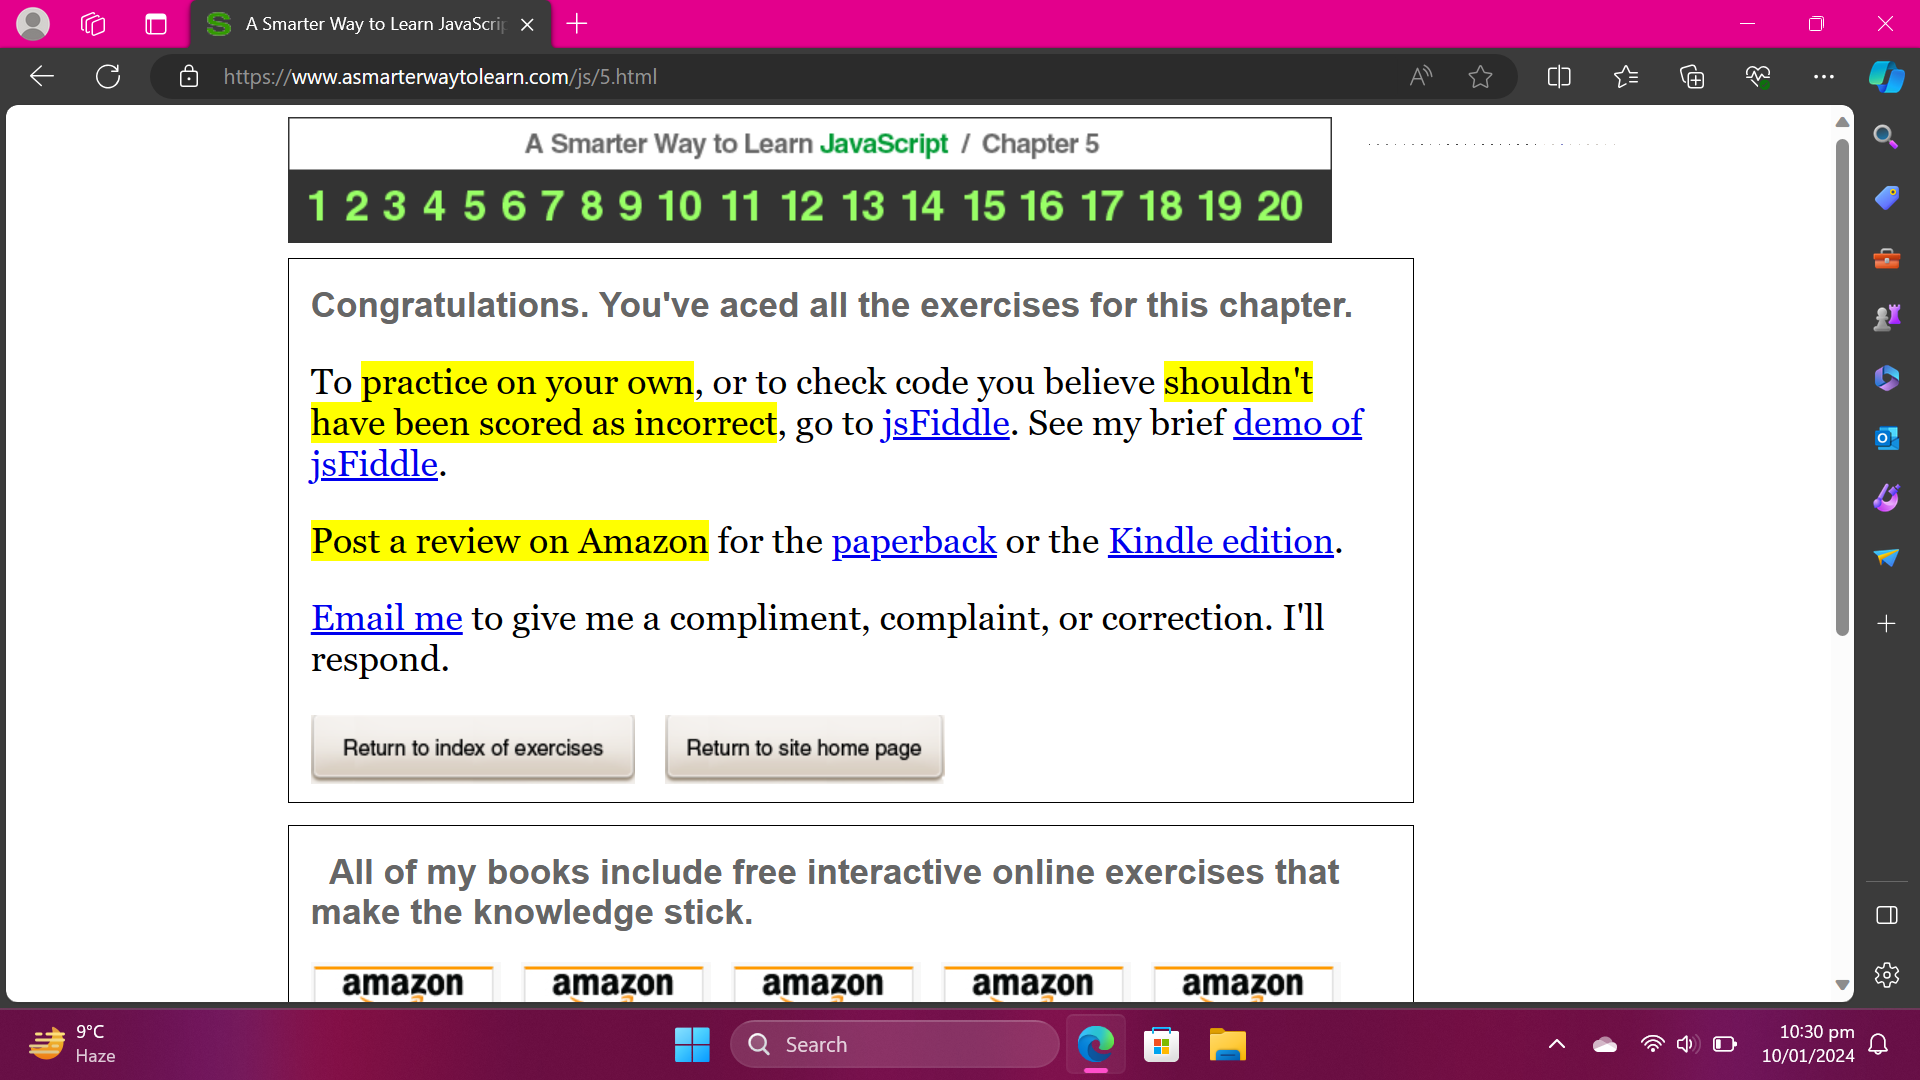 A Smarter Way to Learn JavaScrip
https://www.asmarterwaytolearn.com/js/5.html
A Smarter Way to Learn JavaScript / Chapter 5
1 2 3 4 5 6 7 8 9 10 11 12 13 14 15 16 17 18 19 20
Congratulations. You've aced all the exercises for this chapter.
To practice on your own, or to check code you believe shouldn't
have been scored as incorrect, go to jsFiddle. See my brief demo of
jsFiddle.
Post a review on Amazon for the paperback or the Kindle edition.
Email me to give me a compliment, complaint, or correction. I'll
respond.
Return to index of exercises Return to site home page
All of my books include free interactive online exercises that
make the knowledge stick.
amazon amazon amazon amazon amazon
9°C
Haze
Search
10:30 pm
10/01/2024